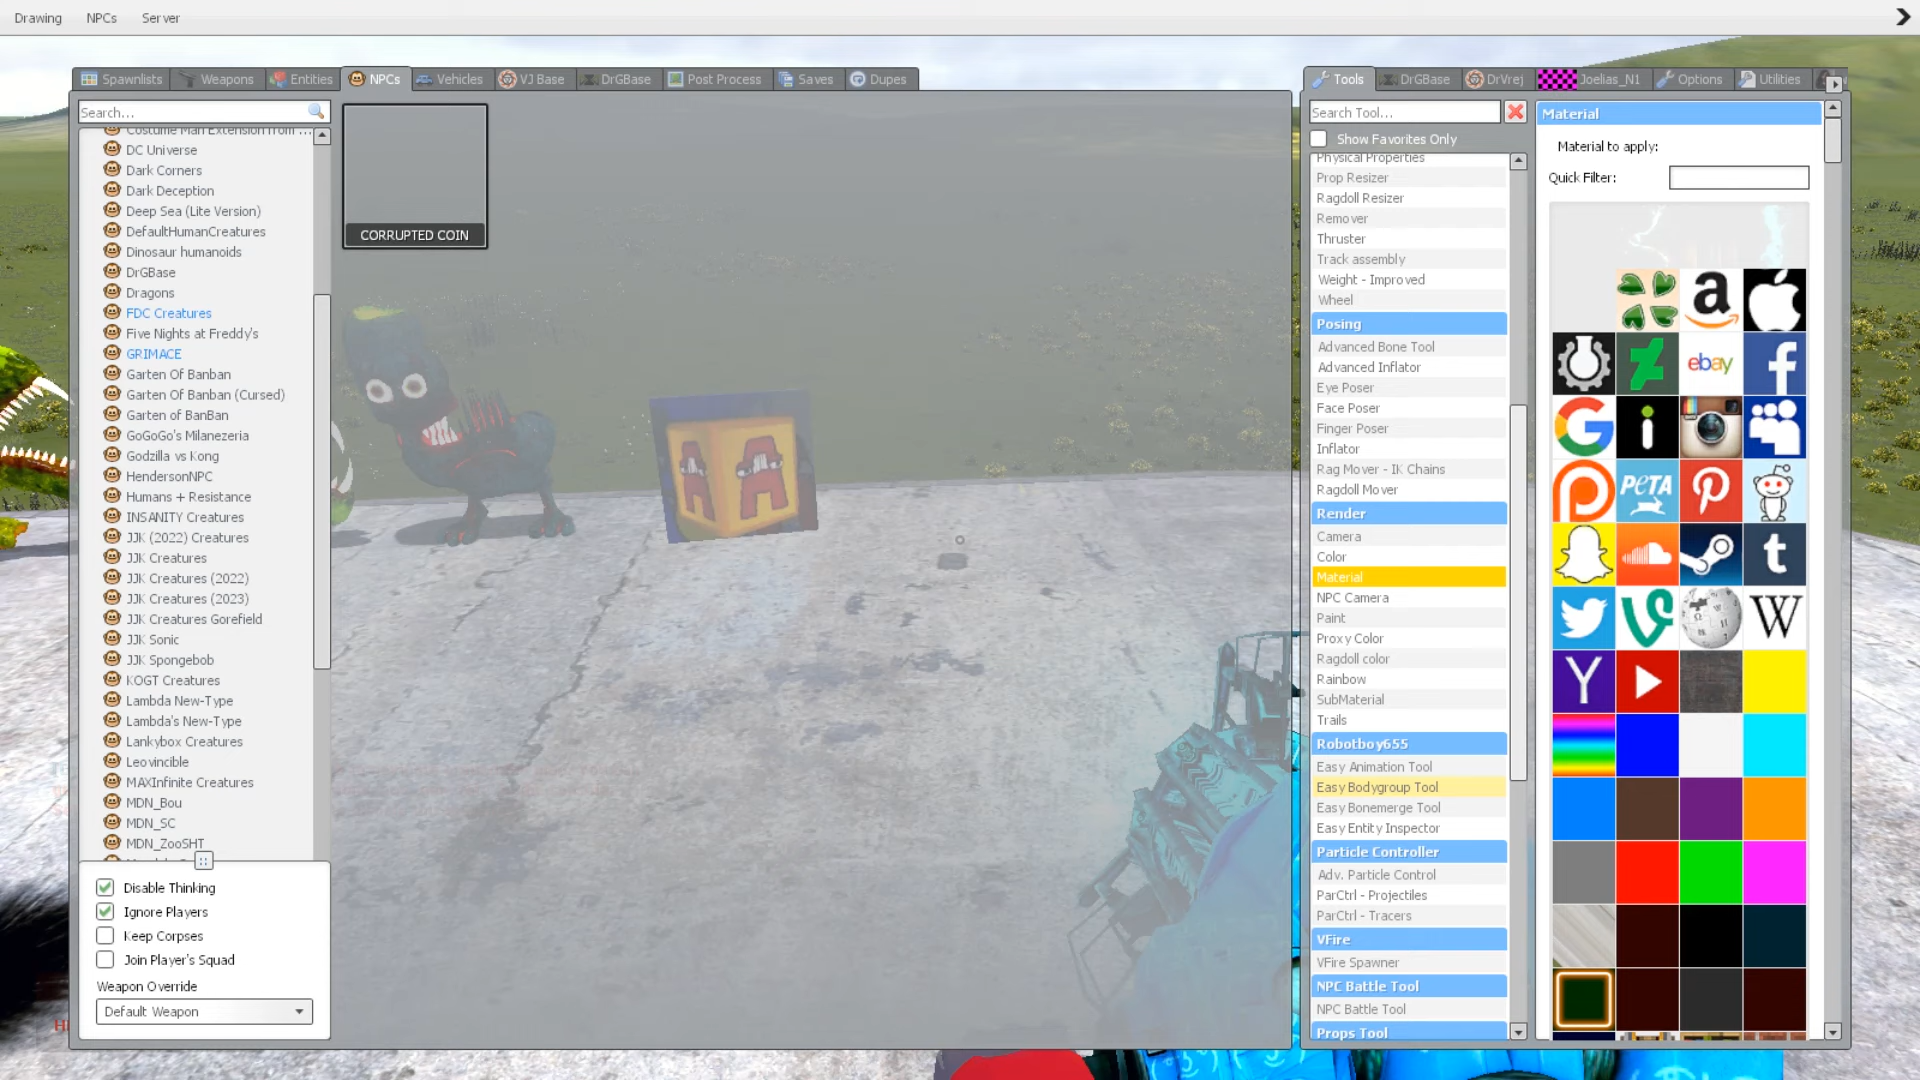 Drawing NPCs Server
Spawnlists Weapons Entities NPCs Vehicles VJ Base DrGBase Post Process Saves Dupes
Search...
Costume Man Extension from ...
DC Universe
Dark Corners
Dark Deception
Deep Sea (Lite Version)
DefaultHumanCreatures
Dinosaur humanoids
DrGBase
Dragons
FDC Creatures
Five Nights at Freddy's
GRIMACE
Garten Of Banban
Garten Of Banban (Cursed)
Garten of BanBan
GoGoGo's Milanezeria
Godzilla vs Kong
HendersonNPC
Humans + Resistance
INSANITY Creatures
JJK (2022) Creatures
JJK Creatures
JJK Creatures (2022)
JJK Creatures (2023)
JJK Creatures Gorefield
JJK Sonic
JJK Spongebob
KOGT Creatures
Lambda New-Type
Lambda's New-Type
Lankybox Creatures
Leovincible
MAXInfinite Creatures
MDN_Bou
MDN_SC
MDN_ZooSHT
Disable Thinking
Ignore Players
Keep Corpses
Join Player's Squad
Weapon Override
Default Weapon
CORRUPTED COIN
Tools DrGBase DrVrej Joelias_N1 Options Utilities
Search Tool...
Show Favorites Only
Physical Properties
Prop Resizer
Ragdoll Resizer
Remover
Thruster
Track assembly
Weight - Improved
Wheel
Posing
Advanced Bone Tool
Advanced Inflator
Eye Poser
Face Poser
Finger Poser
Inflator
Rag Mover - IK Chains
Ragdoll Mover
Render
Camera
Color
Material
NPC Camera
Paint
Proxy Color
Ragdoll color
Rainbow
SubMaterial
Trails
Robotboy655
Easy Animation Tool
Easy Bodygroup Tool
Easy Bonemerge Tool
Easy Entity Inspector
Particle Controller
Adv. Particle Control
ParCtrl - Projectiles
ParCtrl - Tracers
VFire
VFire Spawner
NPC Battle Tool
NPC Battle Tool
Props Tool
Material
Material to apply:
Quick Filter:
a
ebay f
G i
PETA
t
W
Y